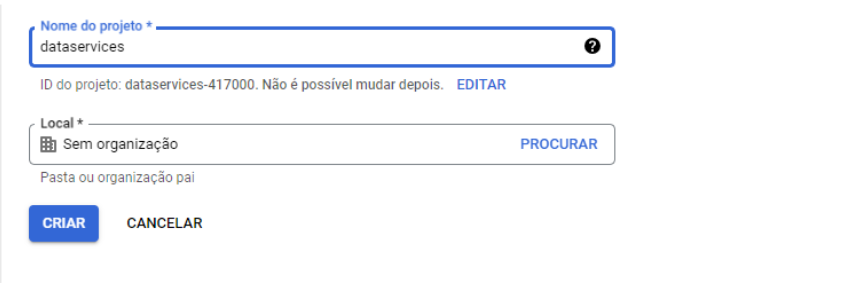 Nome do projeto *
dataservices
ID do projeto: dataservices-417000. Não é possível mudar depois. EDITAR
Local *
Sem organização PROCURAR
Pasta ou organização pai
CRIAR CANCELAR